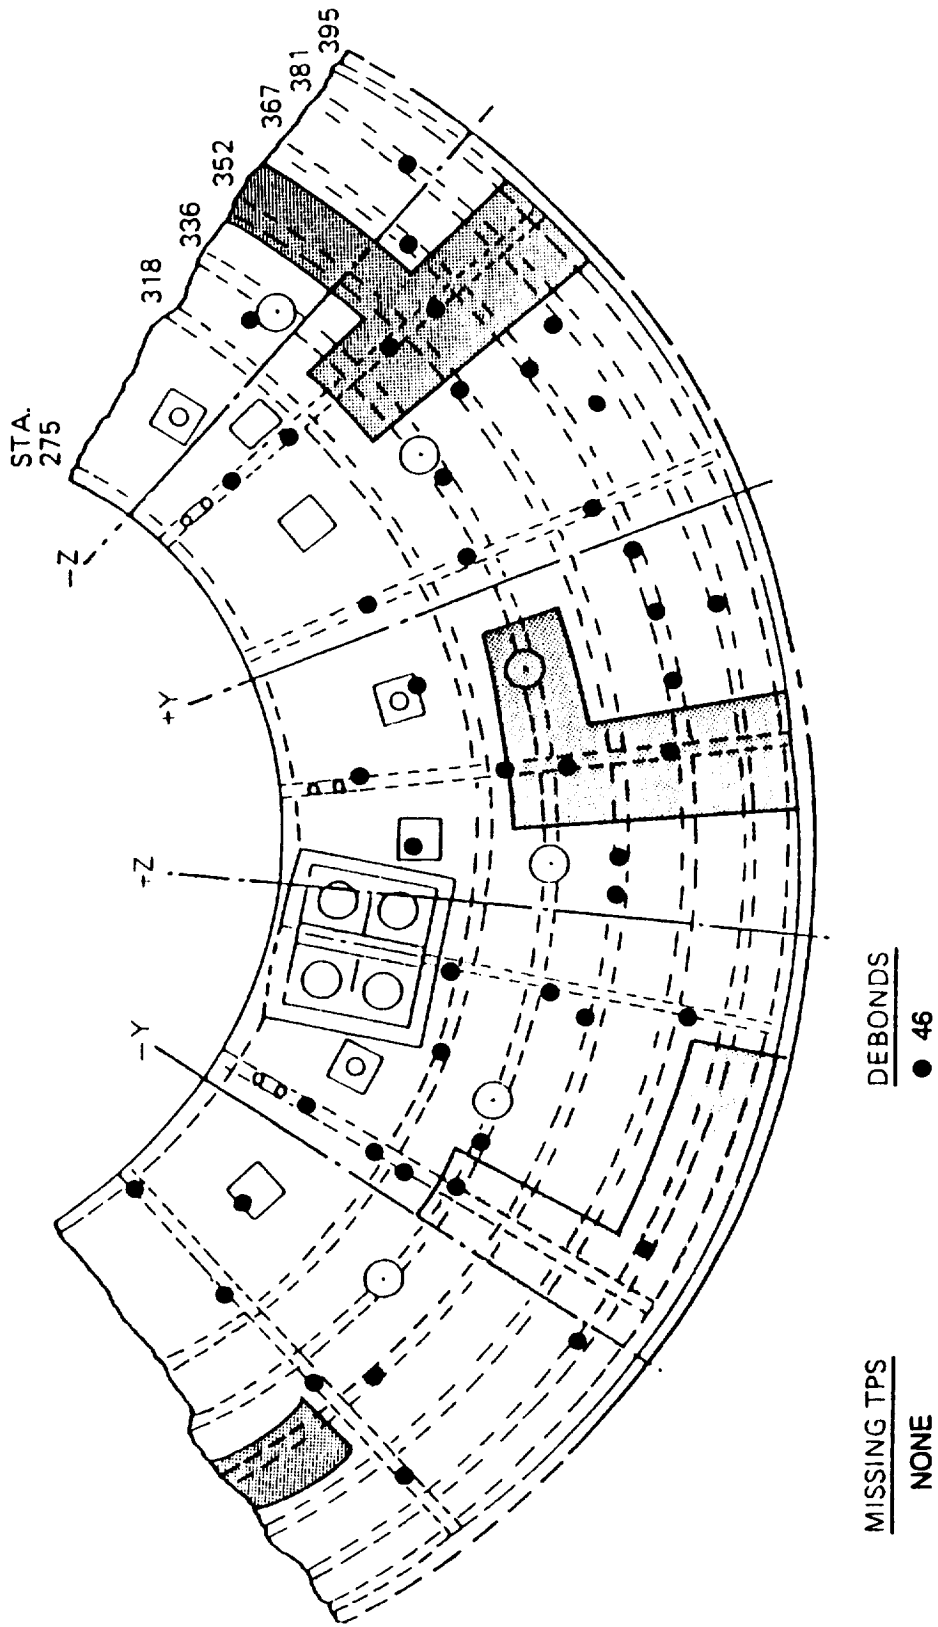 STA.
275
318
336
352
367
381
395
–Z
+Y
+Z
–Y
DEBONDS
● 46
MISSING TPS
NONE